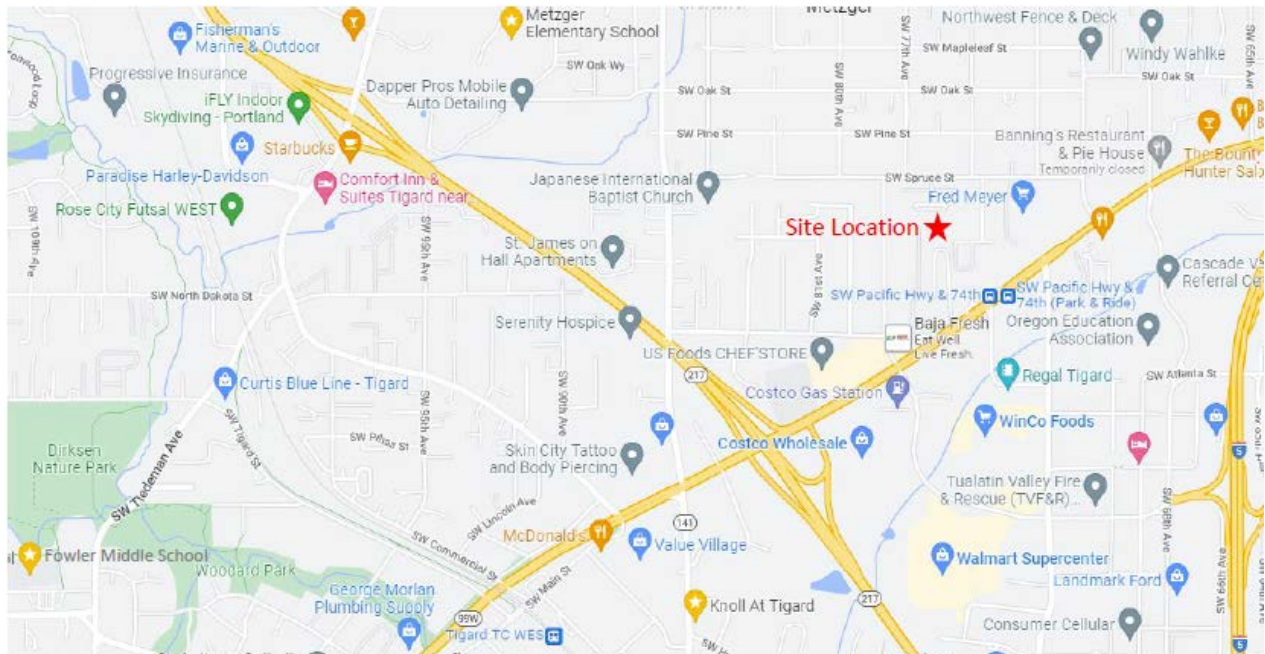 Fisherman's
Marine & Outdoor
Metzger
Elementary School
Metzger
Northwest Fence & Deck
SW Mapleleaf St
Windy Wahlke
SW 65th Ave
SW 77th Ave
SW 80th Ave
Progressive Insurance
SW Oak Wy
SW Oak St
SW Oak St
SW Oak St
iFLY Indoor
Skydiving - Portland
Dapper Pros Mobile
Auto Detailing
SW Pine St
SW Pine St
Banning's Restaurant
& Pie House
Temporarily closed
The Bounty
Hunter Salo
Starbucks
Paradise Harley-Davidson
Comfort Inn &
Suites Tigard near
Japanese International
Baptist Church
SW Spruce St
Fred Meyer
Rose City Futsal WEST
SW 109th Ave
SW 95th Ave
Site Location
St. James on
Hall Apartments
SW 81st Ave
Cascade Ve
Referral Ce
SW North Dakota St
SW Pacific Hwy & 74th
SW Pacific Hwy &
74th (Park & Ride)
Serenity Hospice
Baja Fresh
Eat Well.
Live Fresh.
Oregon Education
Association
US Foods CHEF'STORE
217
Regal Tigard
SW Atlanta St
Curtis Blue Line - Tigard
SW 90th Ave
SW 95th Ave
Costco Gas Station
WinCo Foods
Dirksen
Nature Park
SW Tiedeman Ave
SW Tigard St
Costco Wholesale
5
Skin City Tattoo
and Body Piercing
Tualatin Valley Fire
& Rescue (TVF&R)...
SW Lincoln Ave
SW 68th Ave
141
McDonald's
Value Village
SW Commercial St
Fowler Middle School
Woodard Park
Walmart Supercenter
Landmark Ford
SW 66th Ave
SW Main St
George Morlan
Plumbing Supply
217
99W
Knoll At Tigard
Consumer Cellular
Tigard TC WES
5